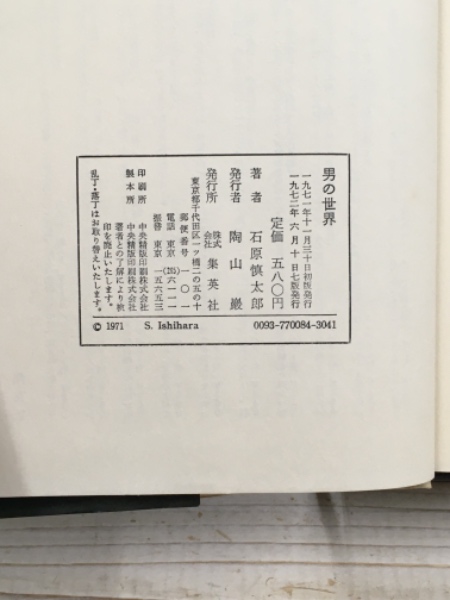 男の世界
一九七一年十一月三十日初版発行
一九七二年六月十日七版発行
定価 五八〇円
著者 石原慎太郎
発行者 陶山巌
発行所 株式会社 集英社
東京都千代田区一ッ橋二の五の十
郵便番号 一〇一
電話 東京 (265)六一一一
振替 東京 一五六五三
印刷所 中央精版印刷株式会社
製本所 中央精版印刷株式会社
著者との了解により検
印を廃止いたします。
乱丁・落丁はお取り替えいたします。
© 1971 S. Ishihara 0093-770084-3041